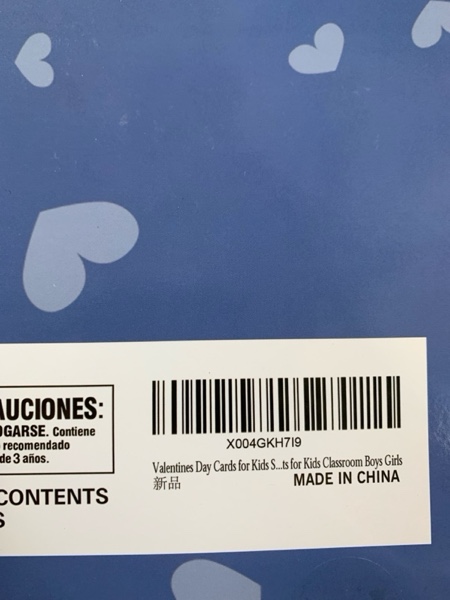 AUCIONES:
OGARSE. Contiene
recomendado
de 3 años.
CONTENTS
S
X004GKH7I9
Valentines Day Cards for Kids S...ts for Kids Classroom Boys Girls
新品
MADE IN CHINA